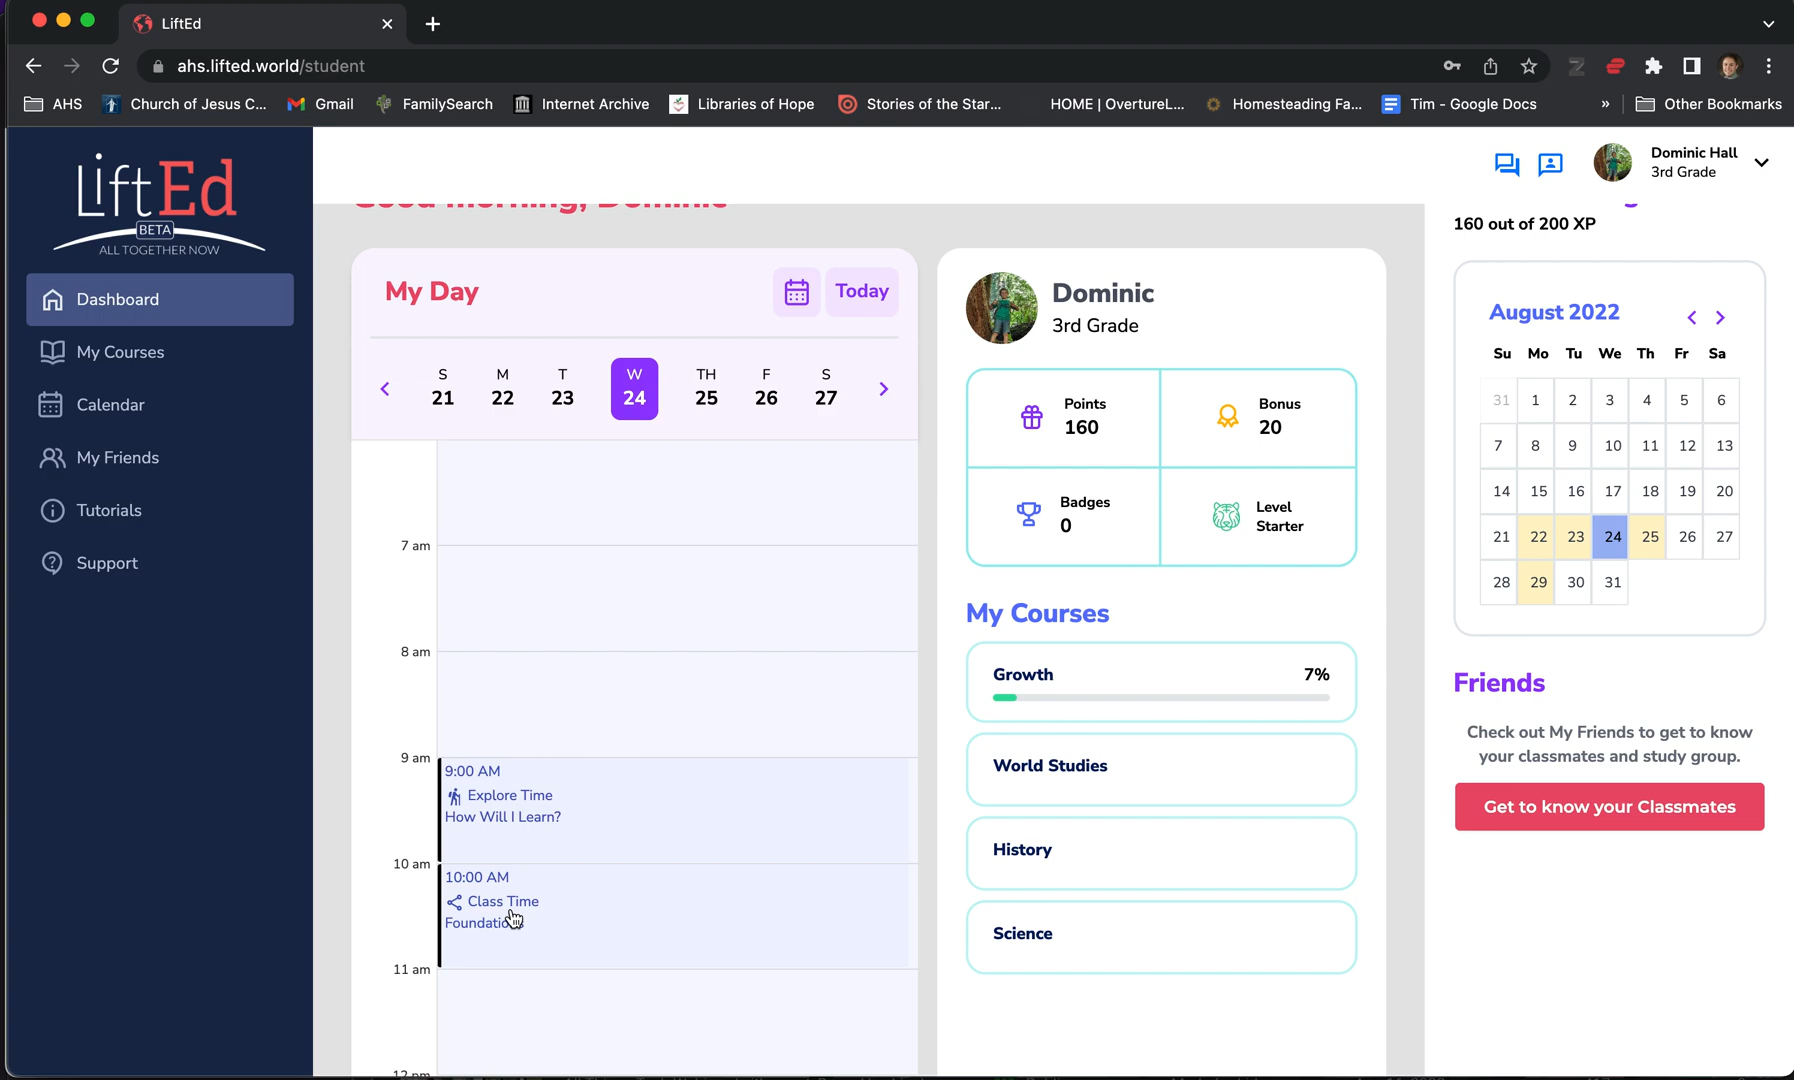 LiftEd
ahs.lifted.world/student
AHS
Church of Jesus C...
Gmail
FamilySearch
Internet Archive
Libraries of Hope
Stories of the Star...
HOME | OvertureL...
Homesteading Fa...
Tim - Google Docs
»
Other Bookmarks
LiftEd
BETA
ALL TOGETHER NOW
Dashboard
My Courses
Calendar
My Friends
Tutorials
Support
Dominic Hall
3rd Grade
Good morning, Dominic
My Day
Today
S M T W TH F S
21 22 23 24 25 26 27
7 am
8 am
9 am
9:00 AM
Explore Time
How Will I Learn?
10 am
10:00 AM
Class Time
Foundations
11 am
12 pm
Dominic
3rd Grade
Points
160
Bonus
20
Badges
0
Level
Starter
My Courses
Growth 7%
World Studies
History
Science
160 out of 200 XP
August 2022
Su Mo Tu We Th Fr Sa
31 1 2 3 4 5 6
7 8 9 10 11 12 13
14 15 16 17 18 19 20
21 22 23 24 25 26 27
28 29 30 31
Friends
Check out My Friends to get to know
your classmates and study group.
Get to know your Classmates